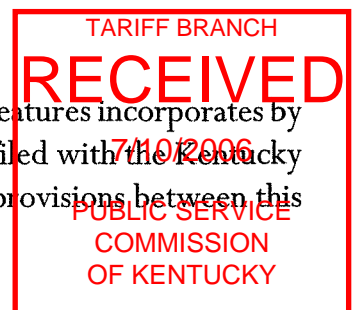 TARIFF BRANCH
RECEIVED
eatures incorporates by
iled with the Kentucky
7/10/2006
provisions between this
PUBLIC SERVICE
COMMISSION
OF KENTUCKY